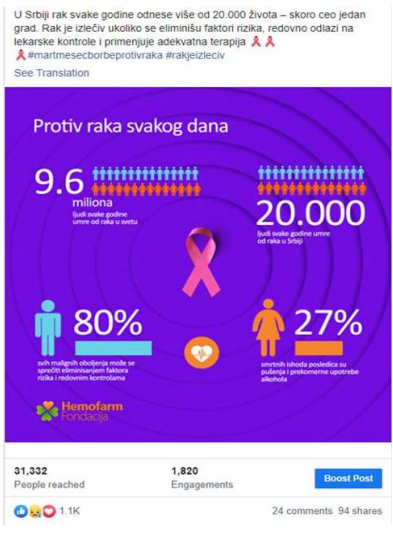 U Srbiji rak svake godine odnese više od 20.000 života – skoro ceo jedan
grad. Rak je izlečiv ukoliko se eliminišu faktori rizika, redovno odlazi na
lekarske kontrole i primenjuje adekvatna terapija 🎗️ 🎗️
🎗️ #martmesecborbeprotivraka #rakjeizleciv
See Translation
Protiv raka svakog dana
9.6
miliona
ljudi svake godine
umre od raka u svetu
20.000
ljudi svake godine umre
od raka u Srbiji
80%
svih malignih oboljenja može se
sprečiti eliminisanjem faktora
rizika i redovnim kontrolama
27%
smrtnih ishoda posledica su
pušenja i prekomerne upotrebe
alkohola
Hemofarm
Fondacija
31,332
People reached
1,820
Engagements
Boost Post
1.1K
24 comments 94 shares